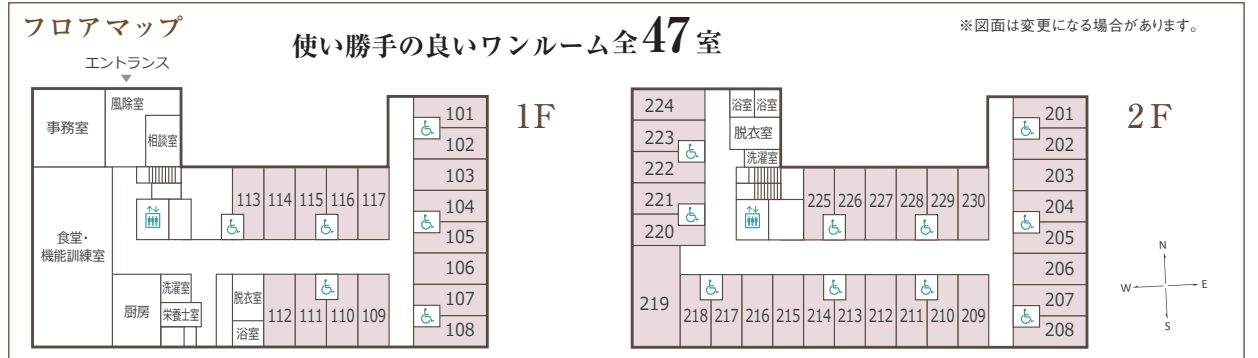 フロアマップ
使い勝手の良いワンルーム全47室
※図面は変更になる場合があります。
エントランス
1F
事務室
風除室
相談室
食堂・
機能訓練室
厨房
洗濯室
栄養士室
脱衣室
浴室
113 114 115 116 117
112 111 110 109
101
102
103
104
105
106
107
108
2F
224
223
222
221
220
219
浴室 浴室
脱衣室
洗濯室
225 226 227 228 229 230
218 217 216 215 214 213 212 211 210 209
201
202
203
204
205
206
207
208
N
W E
S